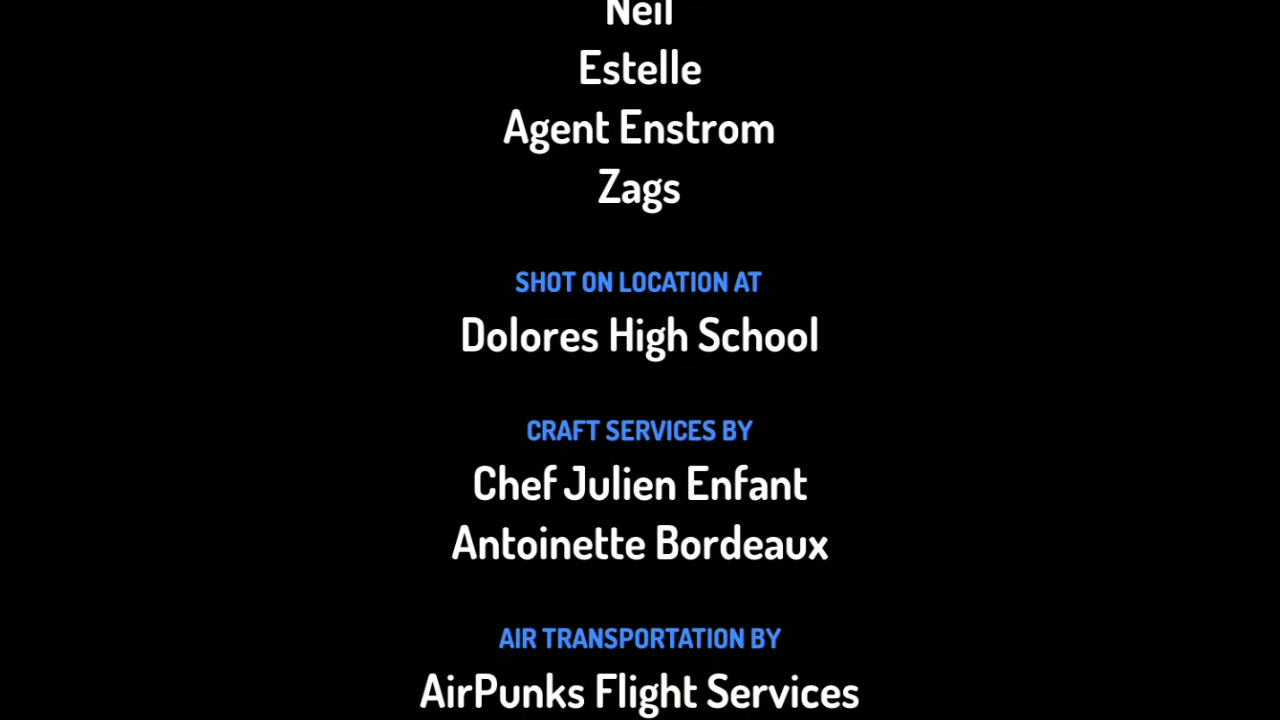 Neil
Estelle
Agent Enstrom
Zags
SHOT ON LOCATION AT
Dolores High School
CRAFT SERVICES BY
Chef Julien Enfant
Antoinette Bordeaux
AIR TRANSPORTATION BY
AirPunks Flight Services